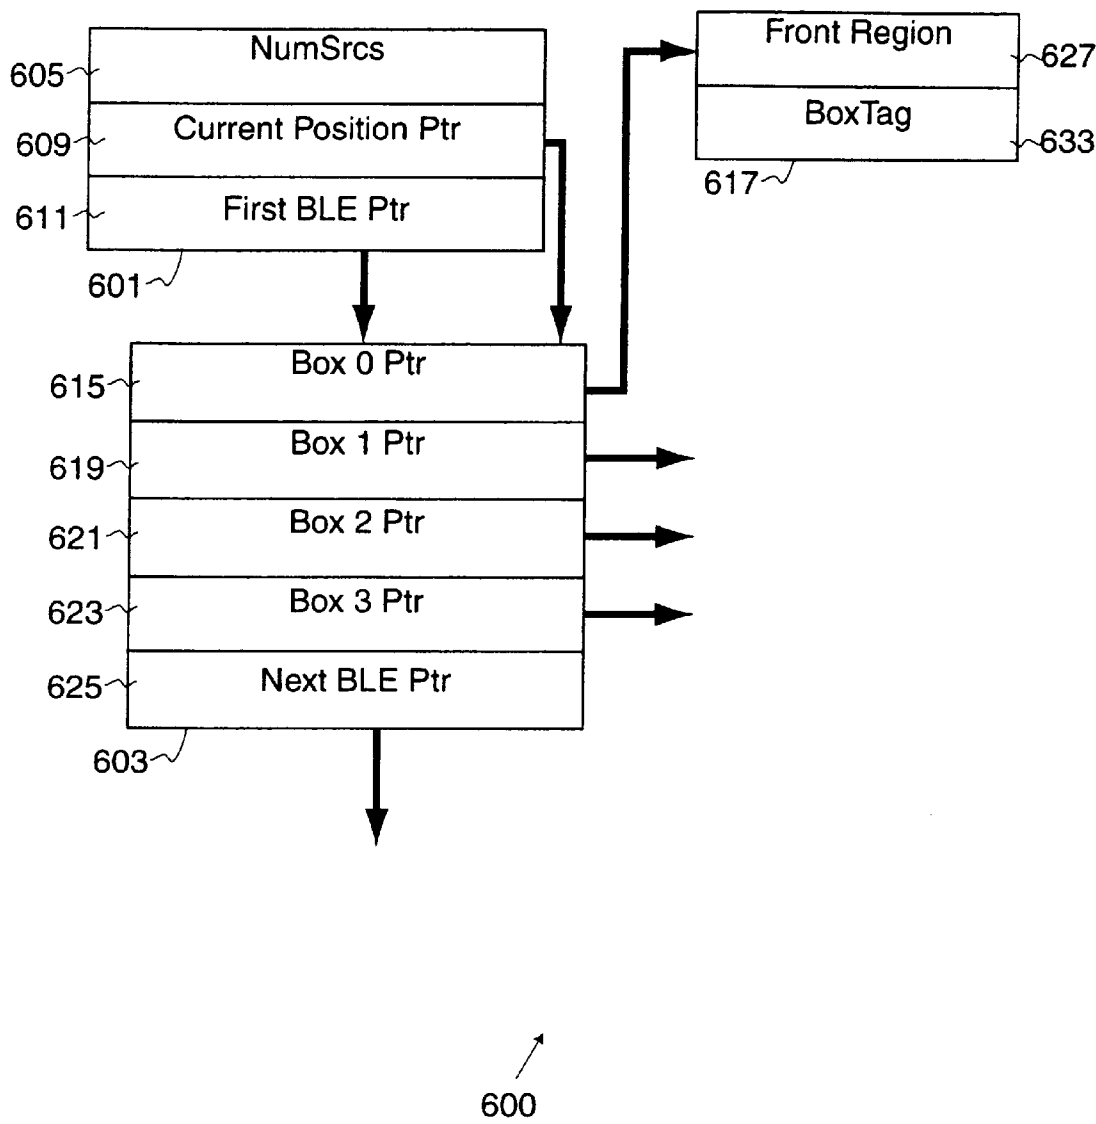 NumSrcs
605
Current Position Ptr
609
First BLE Ptr
611
601
Front Region
627
BoxTag
633
617
Box 0 Ptr
615
Box 1 Ptr
619
Box 2 Ptr
621
Box 3 Ptr
623
Next BLE Ptr
625
603
600